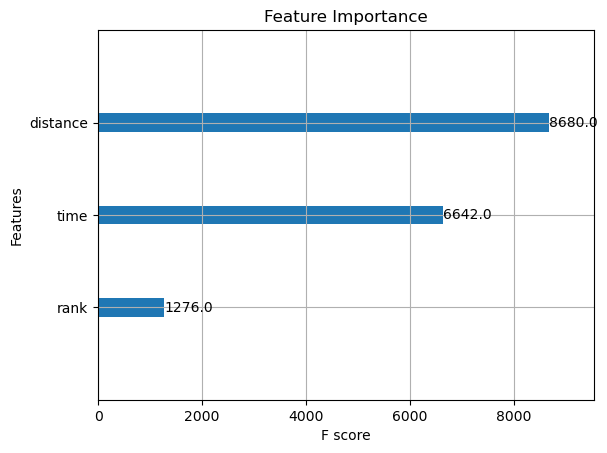 Feature Importance
distance
8680.0
time
6642.0
rank
1276.0
Features
0 2000 4000 6000 8000
F score